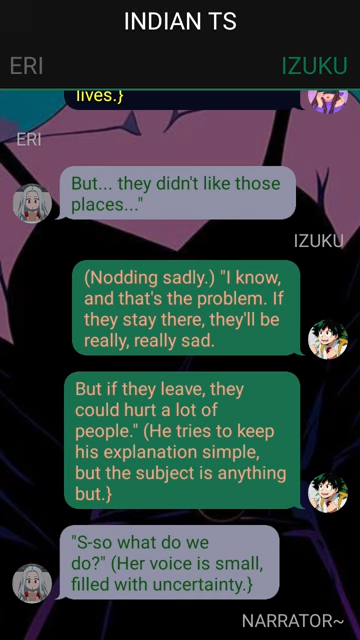 INDIAN TS
ERI
IZUKU
lives.}
ERI
But... they didn't like those
places..."
IZUKU
(Nodding sadly.) "I know,
and that's the problem. If
they stay there, they'll be
really, really sad.
But if they leave, they
could hurt a lot of
people." (He tries to keep
his explanation simple,
but the subject is anything
but.}
"S-so what do we
do?" (Her voice is small,
filled with uncertainty.}
NARRATOR~